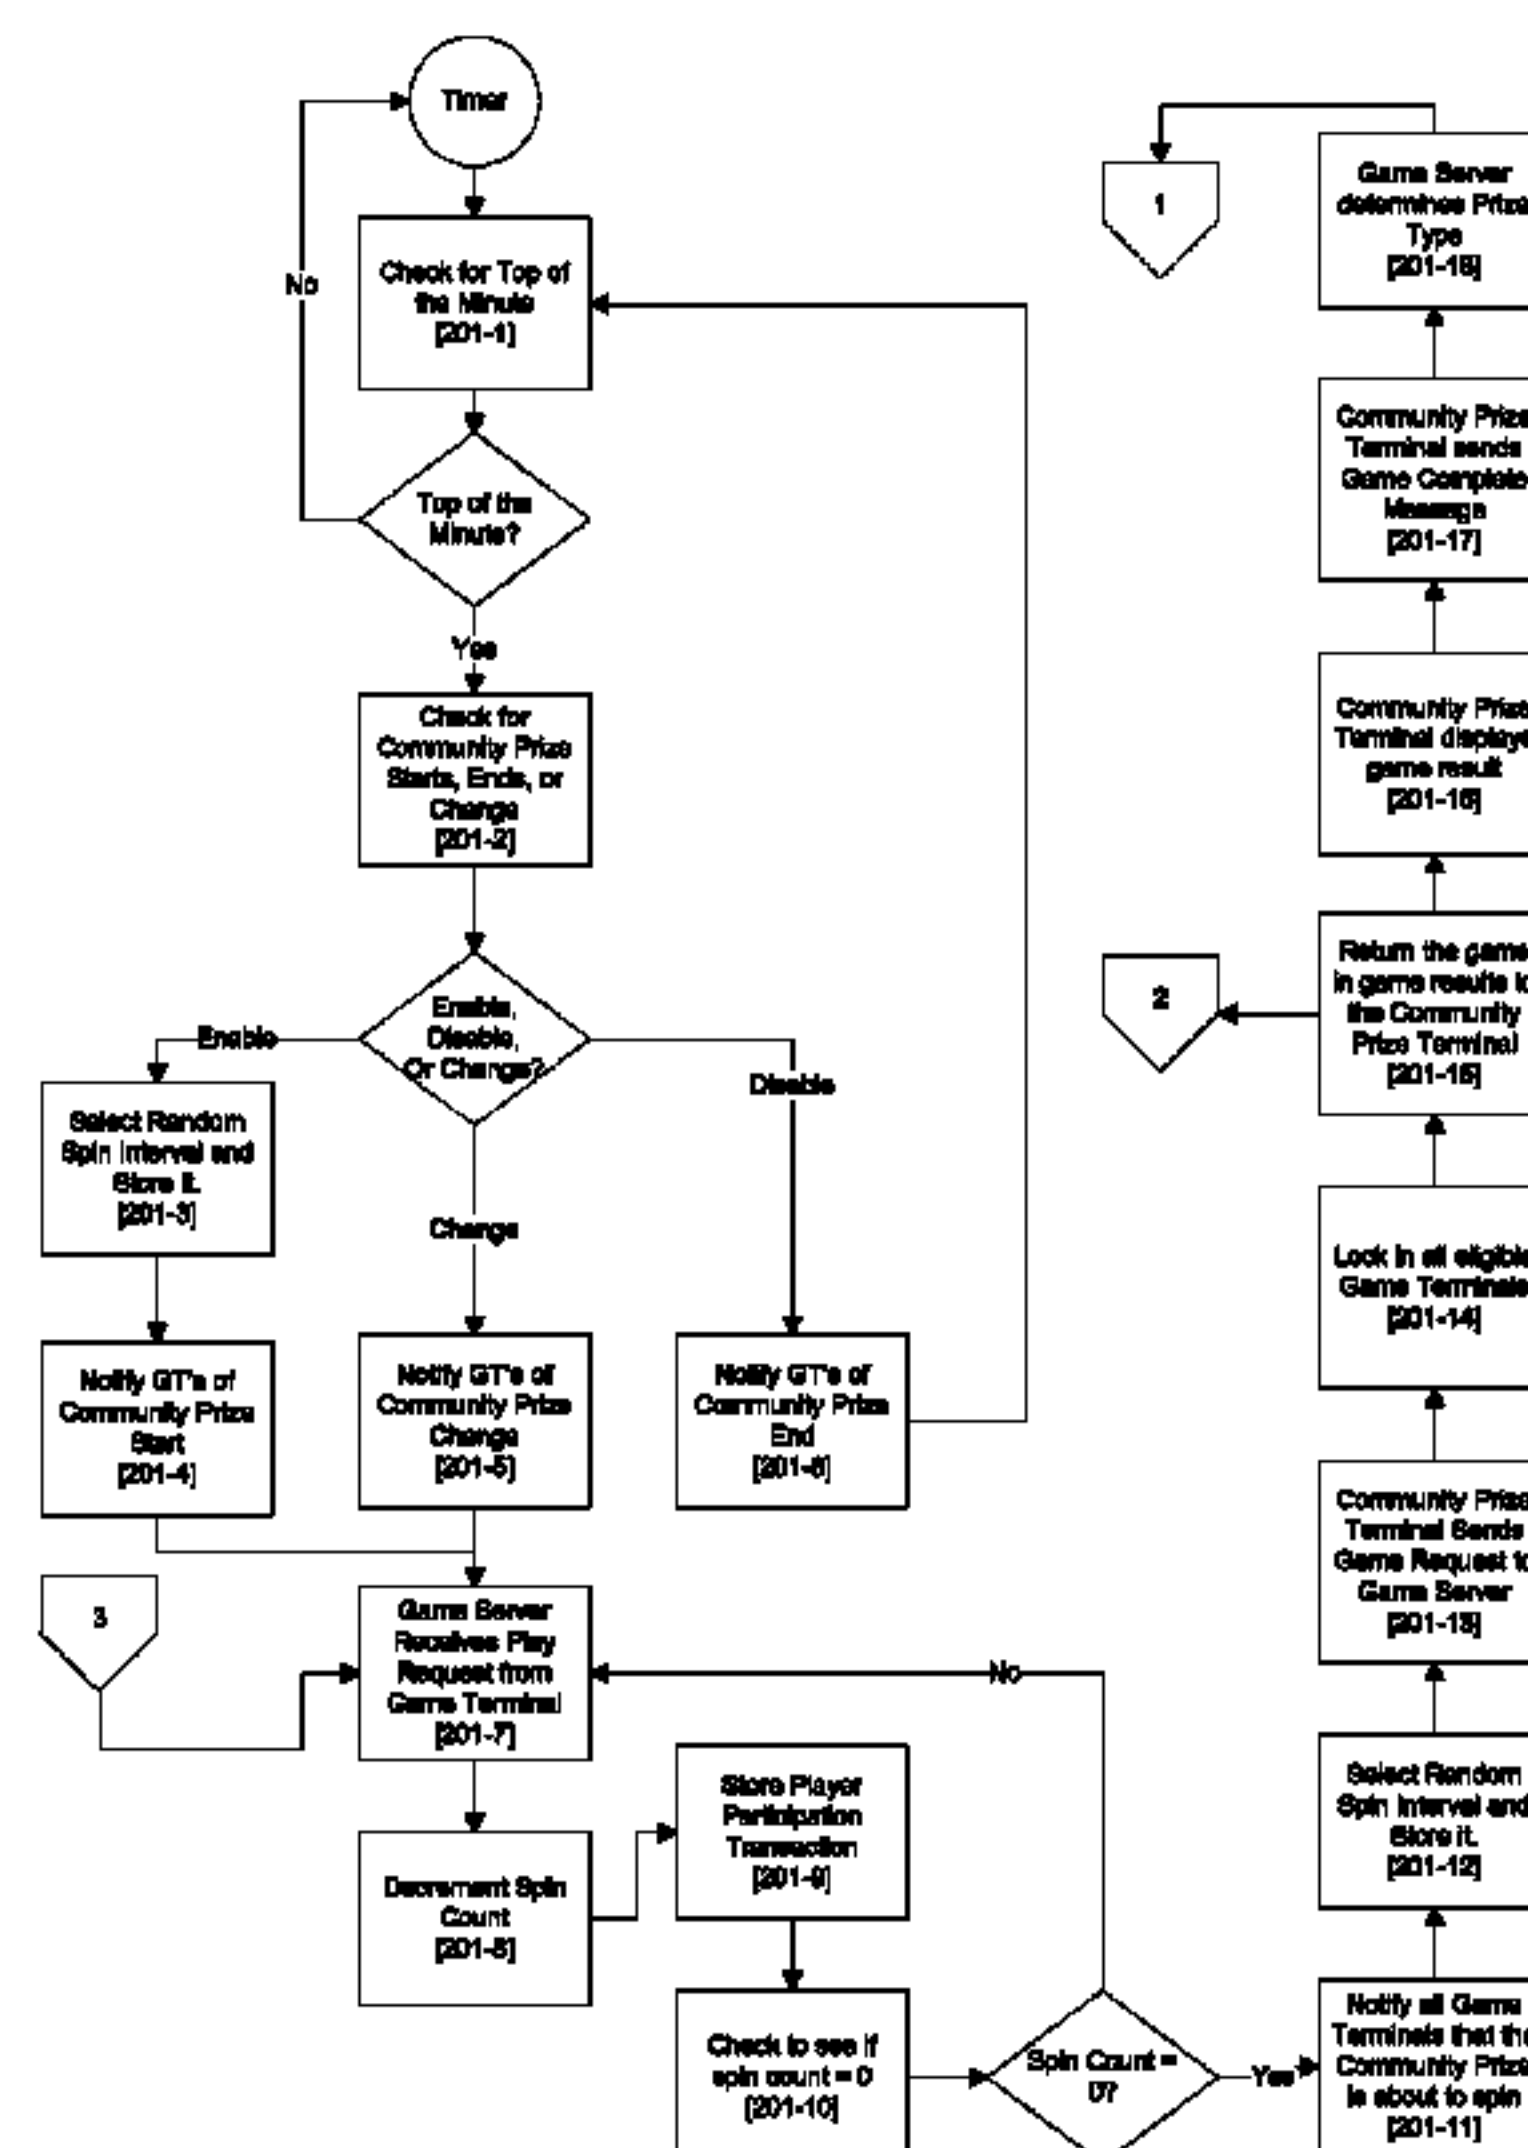 Timer
No
Check for Top of
the Minute
[201-1]
Top of the
Minute?
Yes
Check for
Community Prize
Starts, Ends, or
Change
[201-2]
Enable,
Disable,
Or Change?
Enable
Disable
Change
Select Random
Spin Interval and
Store it.
[201-3]
Notify GT's of
Community Prize
Start
[201-4]
Notify GT's of
Community Prize
Change
[201-5]
Notify GT's of
Community Prize
End
[201-6]
3
Game Server
Receives Play
Request from
Game Terminal
[201-7]
No
Decrement Spin
Count
[201-8]
Store Player
Participation
Transaction
[201-9]
Check to see if
spin count = 0
[201-10]
Spin Count =
0?
Yes
1
Game Server
determines Prize
Type
[201-18]
Community Prize
Terminal sends
Game Complete
Message
[201-17]
Community Prize
Terminal displays
game result
[201-16]
2
Return the game
in game results to
the Community
Prize Terminal
[201-15]
Lock in all eligible
Game Terminals
[201-14]
Community Prize
Terminal Sends
Game Request to
Game Server
[201-13]
Select Random
Spin Interval and
Store it.
[201-12]
Notify all Game
Terminals that the
Community Prize
is about to spin
[201-11]